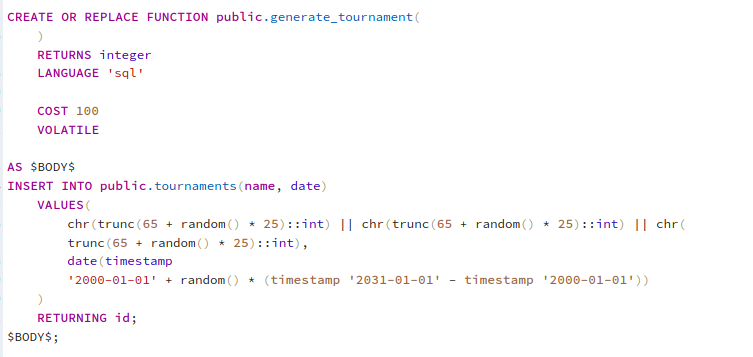 CREATE OR REPLACE FUNCTION public.generate_tournament(
    )
    RETURNS integer
    LANGUAGE 'sql'

    COST 100
    VOLATILE

AS $BODY$
INSERT INTO public.tournaments(name, date)
    VALUES(
        chr(trunc(65 + random() * 25)::int) || chr(trunc(65 + random() * 25)::int) || chr(
        trunc(65 + random() * 25)::int),
        date(timestamp
        '2000-01-01' + random() * (timestamp '2031-01-01' - timestamp '2000-01-01'))
    )
    RETURNING id;
$BODY$;